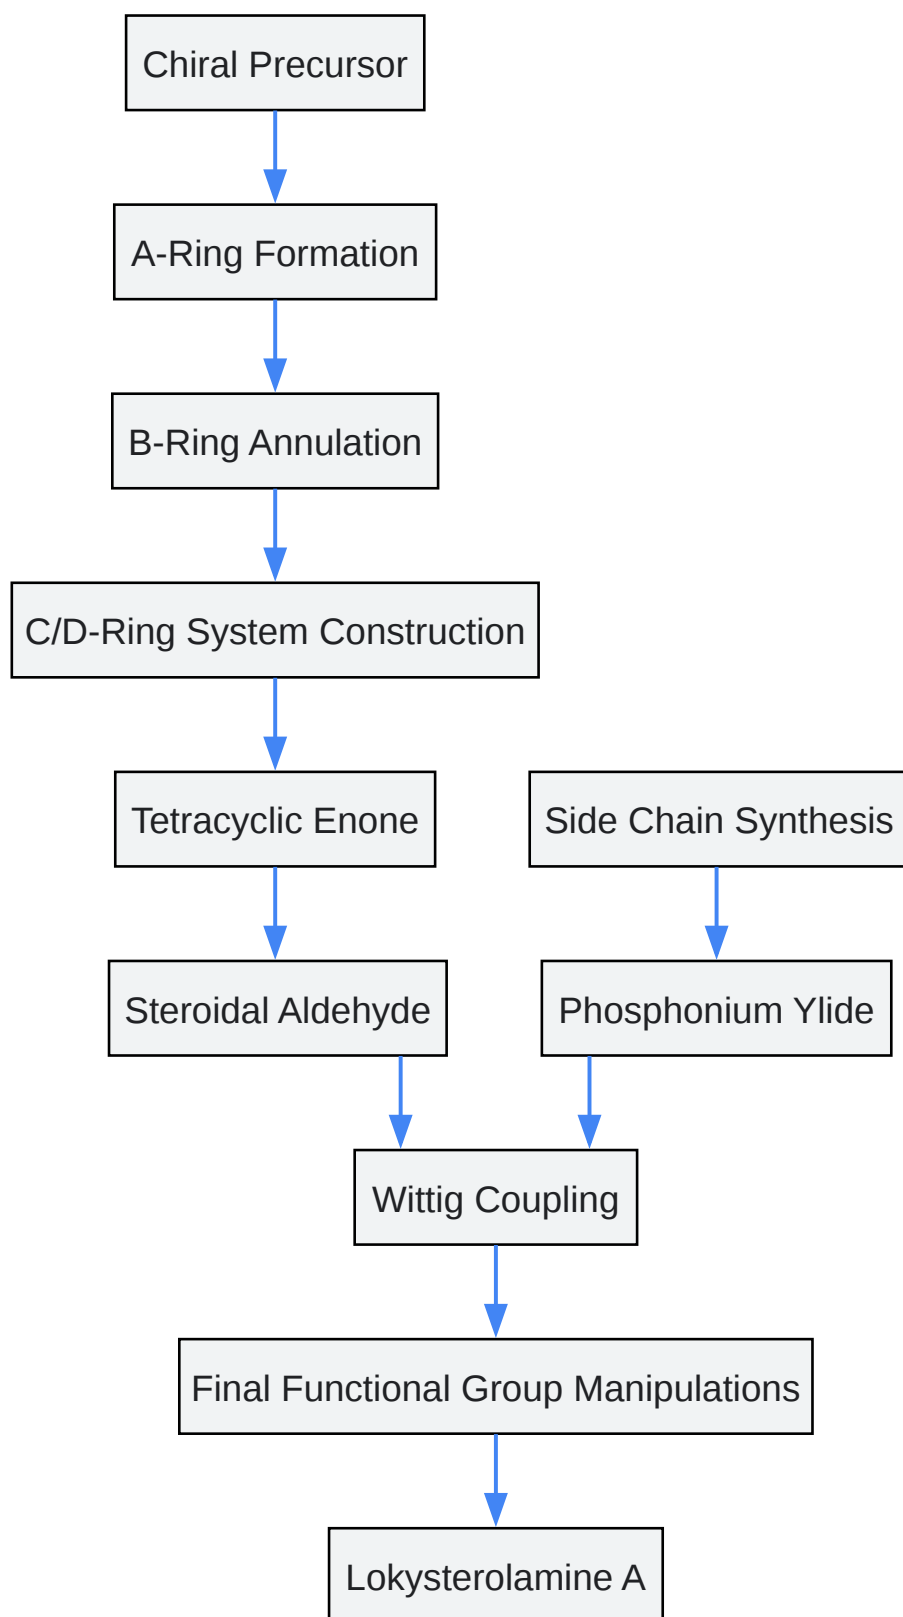 Chiral Precursor
A-Ring Formation
B-Ring Annulation
C/D-Ring System Construction
Tetracyclic Enone
Side Chain Synthesis
Steroidal Aldehyde
Phosphonium Ylide
Wittig Coupling
Final Functional Group Manipulations
Lokysterolamine A